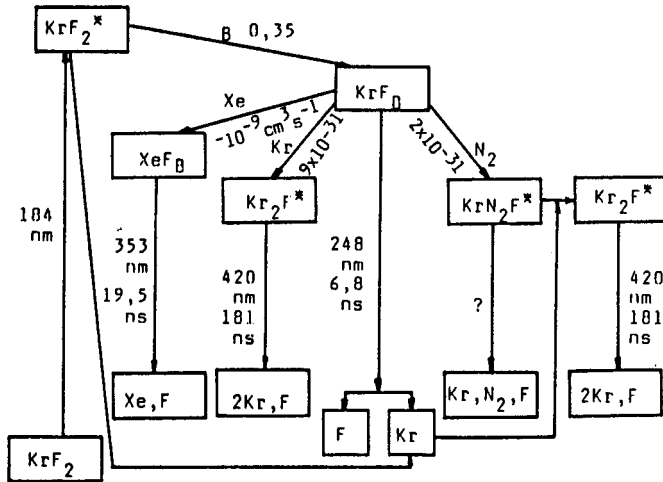 KrF2*
B 0,35
KrFB
Xe
~10-9 cm3s-1
Kr
9x10-31
2x10-31
N2
XeFB
Kr2F*
KrN2F*
Kr2F*
184
nm
353
nm
19,5
ns
420
nm
181
ns
248
nm
6,8
ns
?
420
nm
181
ns
Xe,F
2Kr,F
Kr,N2,F
2Kr,F
F
Kr
KrF2